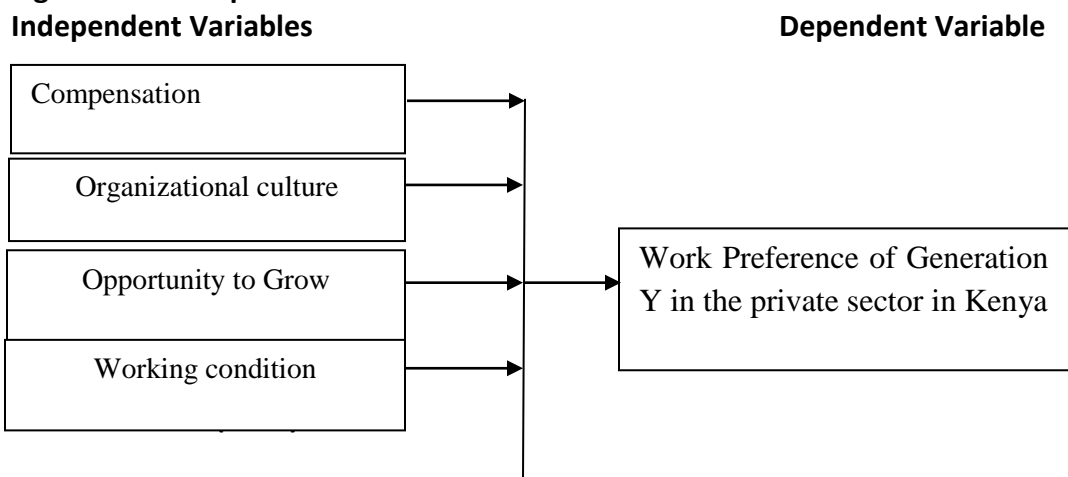 Independent Variables Dependent Variable
Compensation
Organizational culture
Opportunity to Grow
Working condition
Work Preference of Generation
Y in the private sector in Kenya